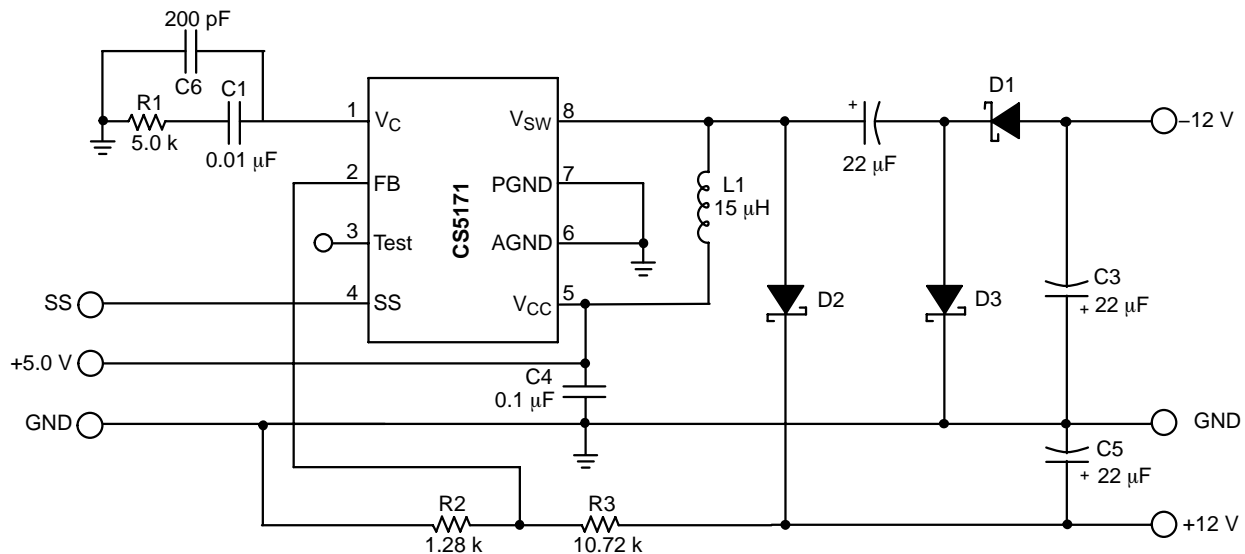 200 pF
C6
C1
R1
5.0 k
0.01 μF
1
V_C
2
FB
3
Test
4
SS
CS5171
V_SW
8
PGND
7
AGND
6
V_CC
5
SS
+5.0 V
GND
C4
0.1 μF
L1
15 μH
D2
+
22 μF
D3
D1
–12 V
C3
+ 22 μF
GND
C5
+ 22 μF
R2
1.28 k
R3
10.72 k
+12 V